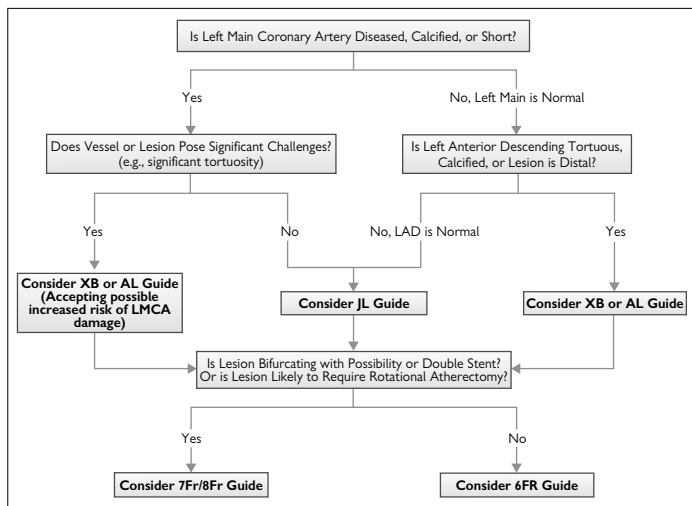 Is Left Main Coronary Artery Diseased, Calcified, or Short?
Yes
No, Left Main is Normal
Does Vessel or Lesion Pose Significant Challenges?
(e.g., significant tortuosity)
Is Left Anterior Descending Tortuous,
Calcified, or Lesion is Distal?
Yes
No
No, LAD is Normal
Yes
Consider XB or AL Guide
(Accepting possible
increased risk of LMCA
damage)
Consider JL Guide
Consider XB or AL Guide
Is Lesion Bifurcating with Possibility or Double Stent?
Or is Lesion Likely to Require Rotational Atherectomy?
Yes
No
Consider 7Fr/8Fr Guide
Consider 6FR Guide